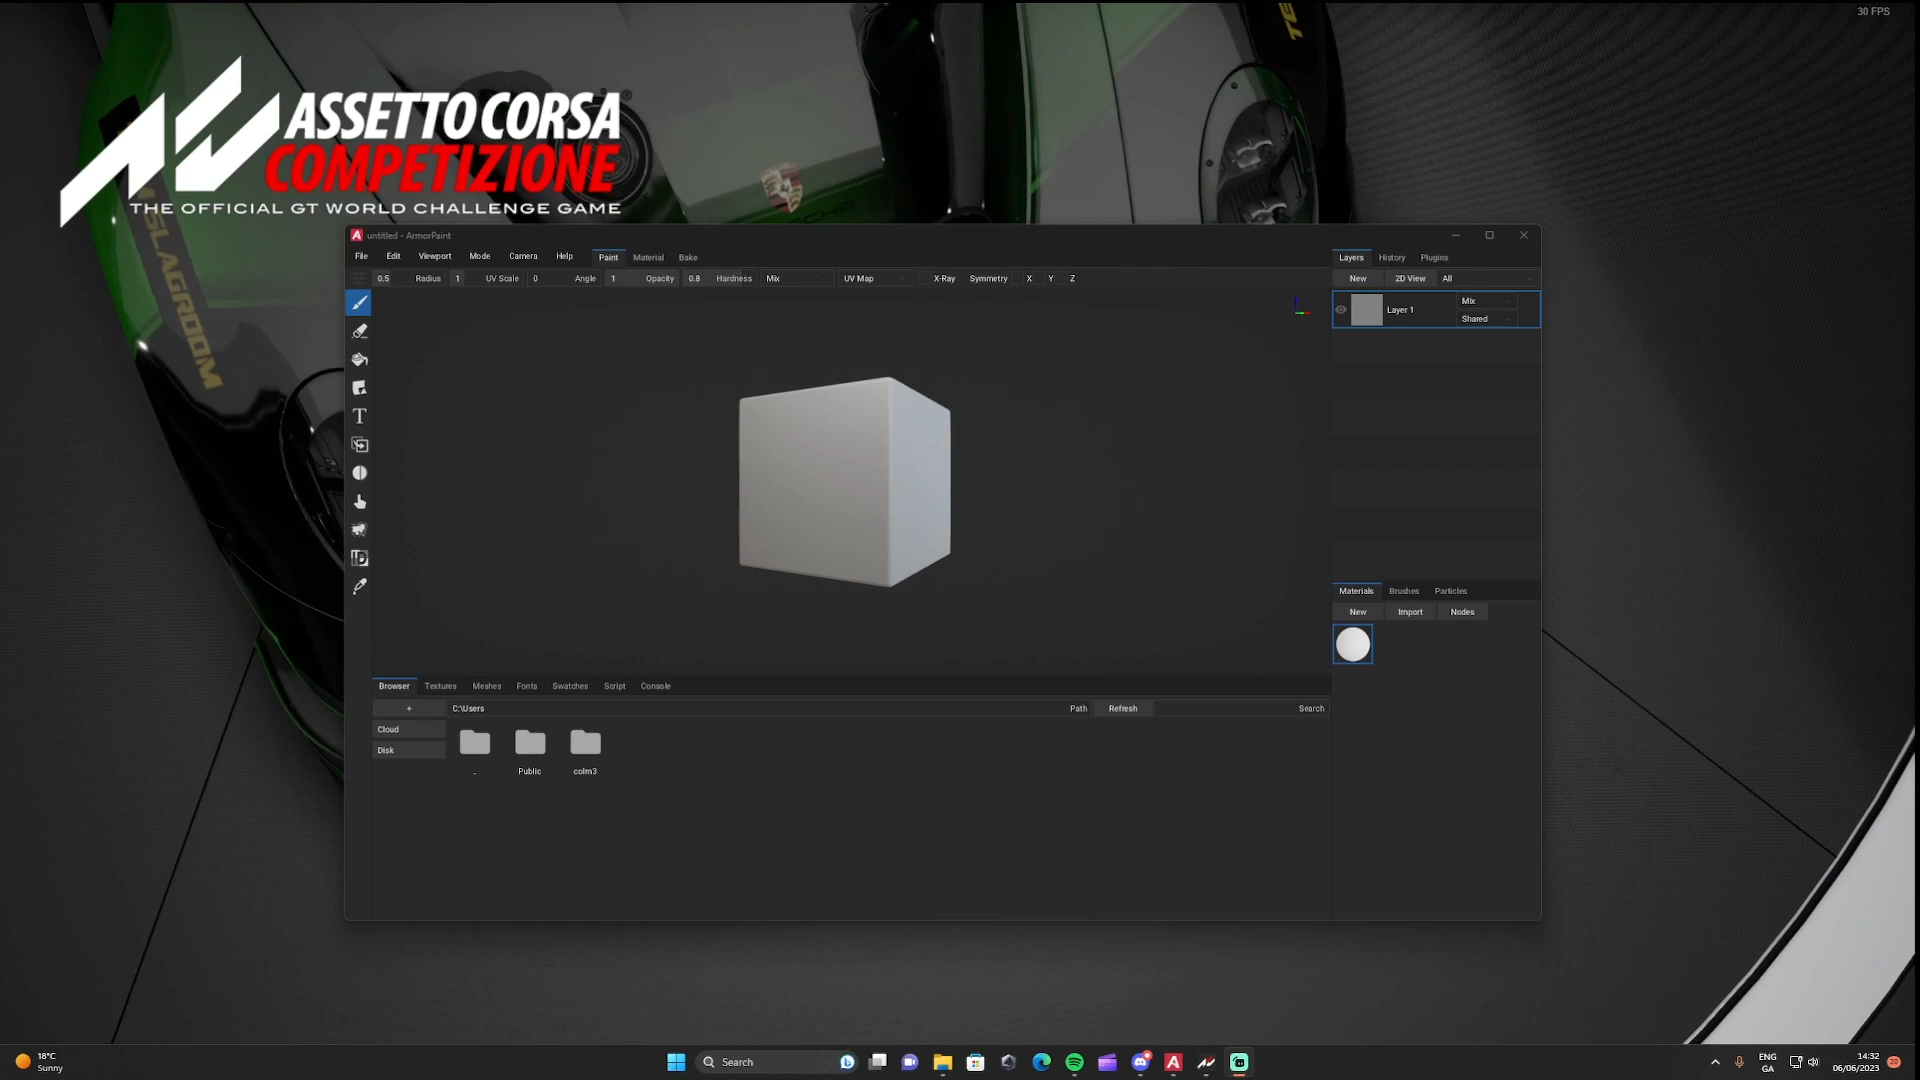 30 FPS
ASSETTO CORSA
COMPETIZIONE
THE OFFICIAL GT WORLD CHALLENGE GAME
untitled - ArmorPaint
File Edit Viewport Mode Camera Help Paint Material Bake
0.5 Radius 1 UV Scale 0 Angle 1 Opacity 0.8 Hardness Mix UV Map X-Ray Symmetry X Y Z
Layers History Plugins
New 2D View All
Layer 1 Mix
Shared
Materials Brushes Particles
New Import Nodes
Browser Textures Meshes Fonts Swatches Script Console
+ C:\Users Path Refresh Search
Cloud
Disk
.. Public colm3
18°C
Sunny
Search
ENG
GA
14:32
06/06/2023
20